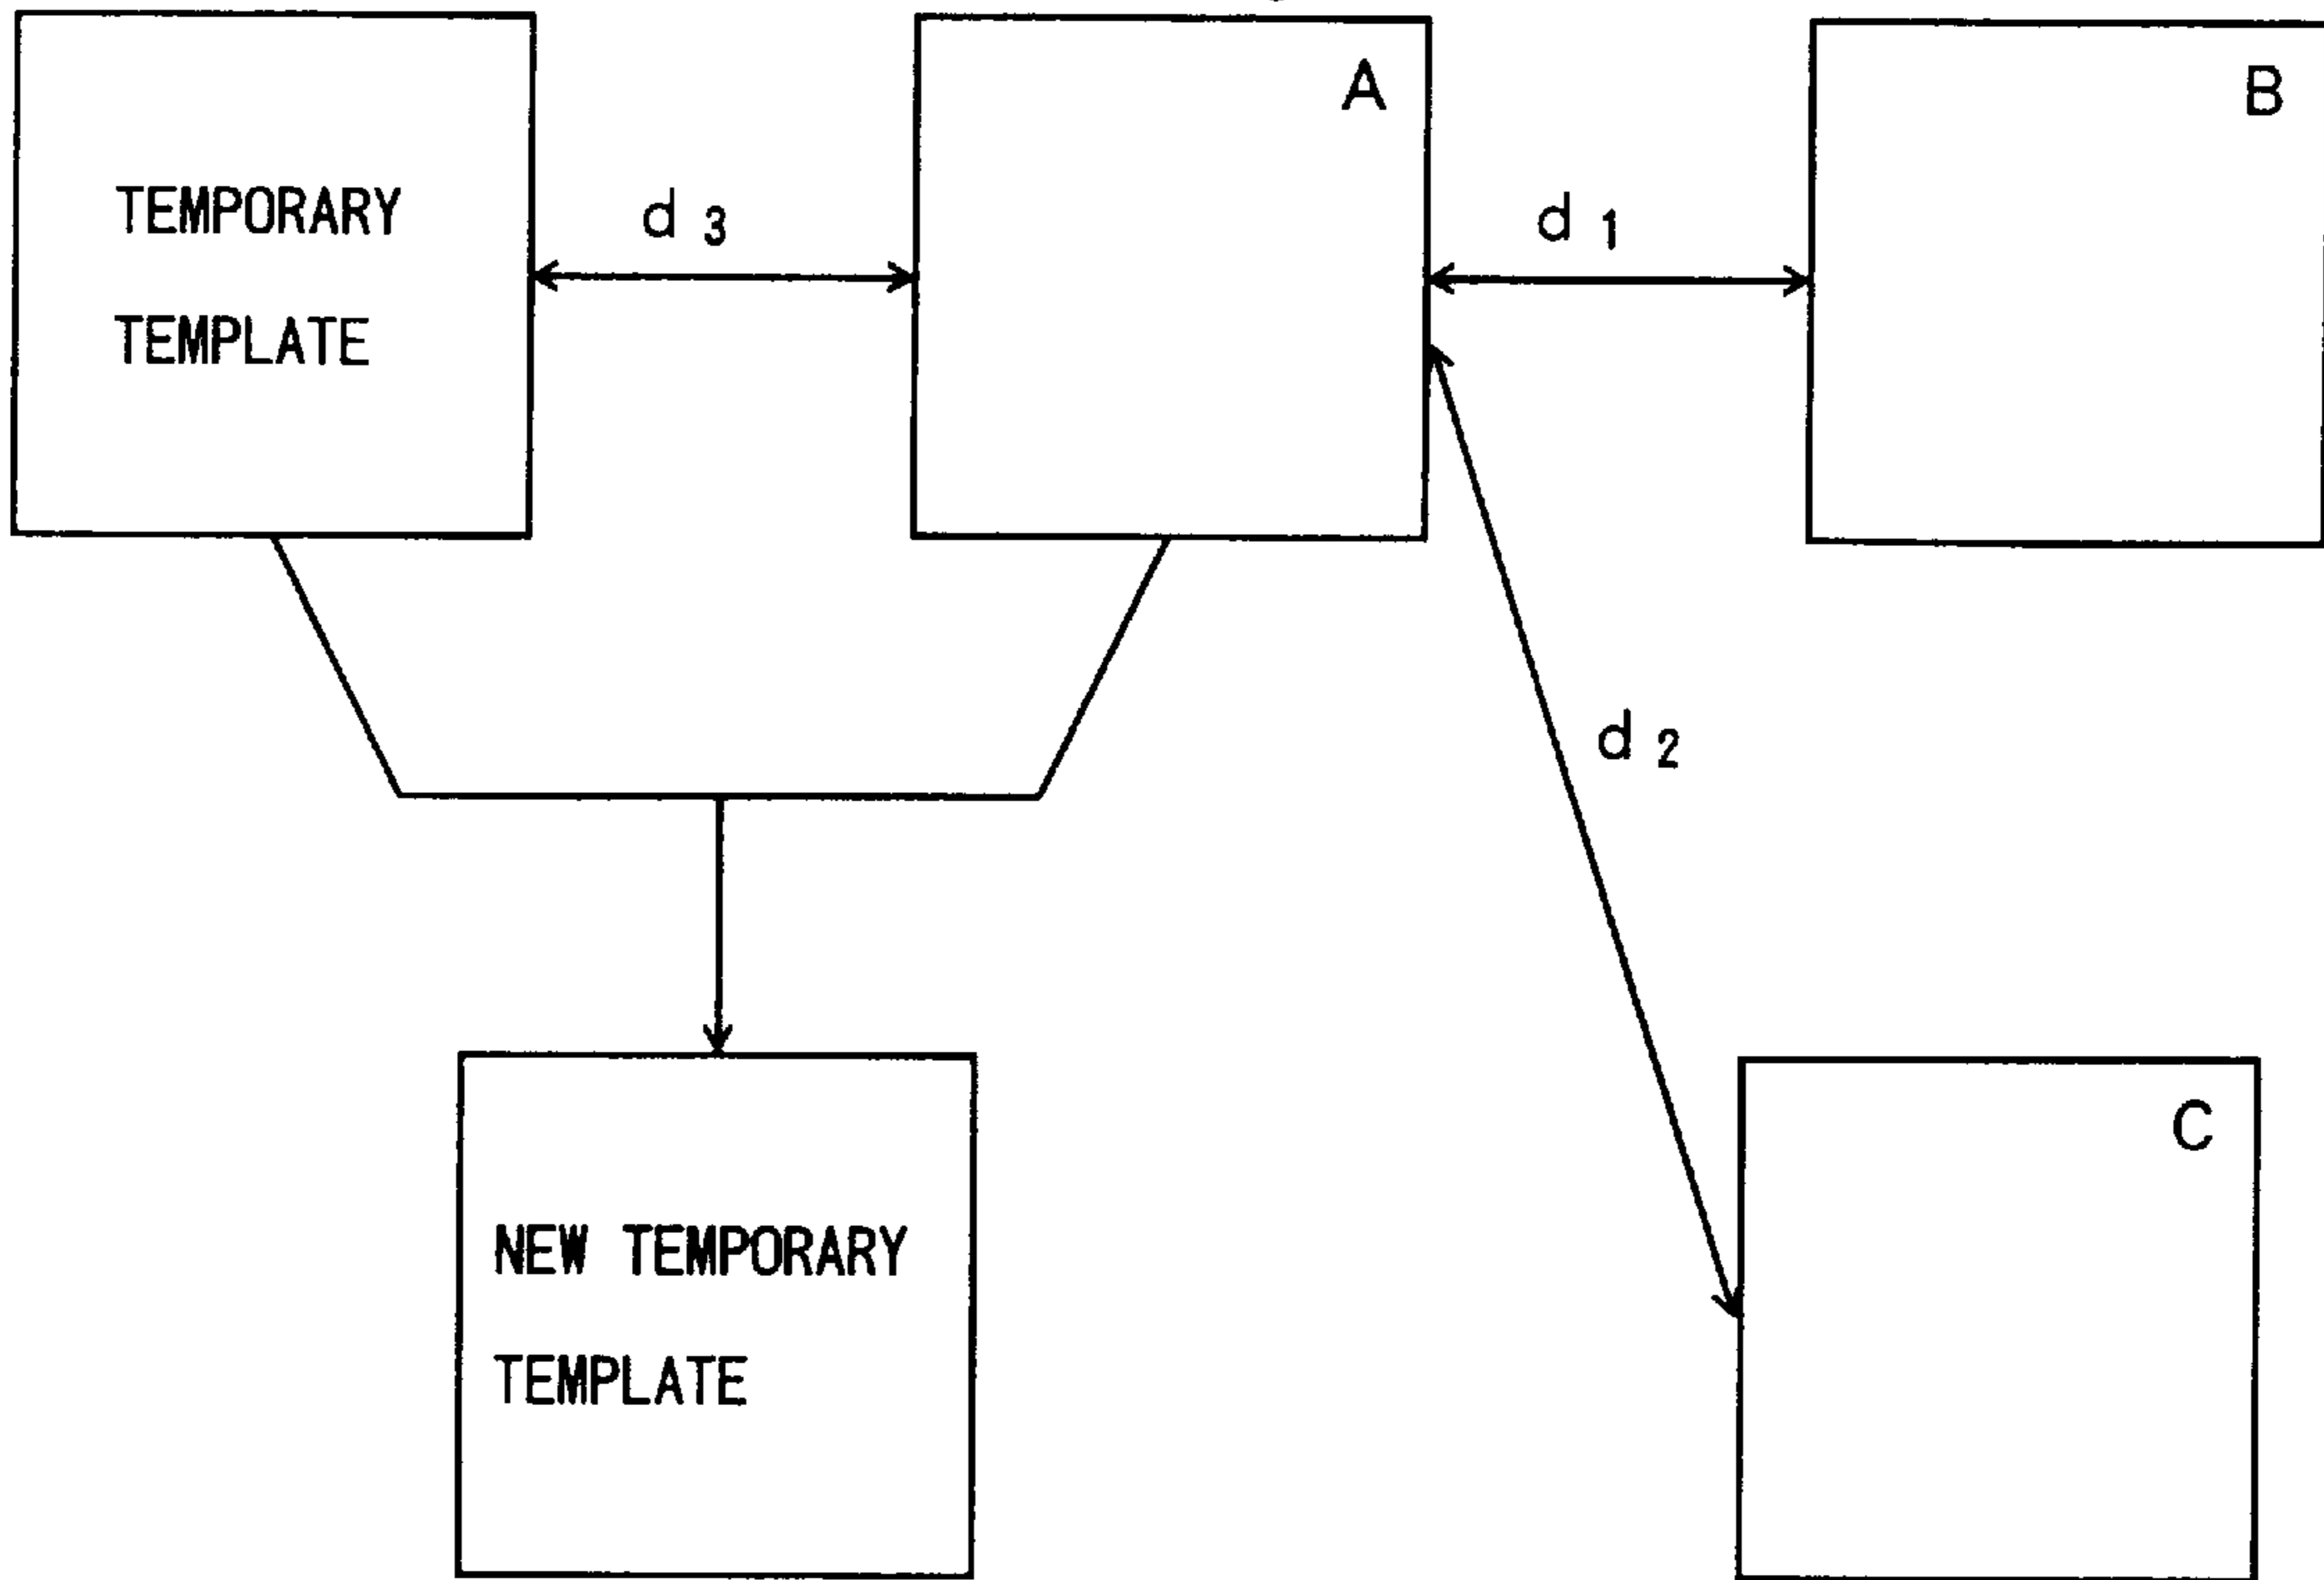 A
B
TEMPORARY
TEMPLATE
d 3
d 1
d 2
C
NEW TEMPORARY
TEMPLATE